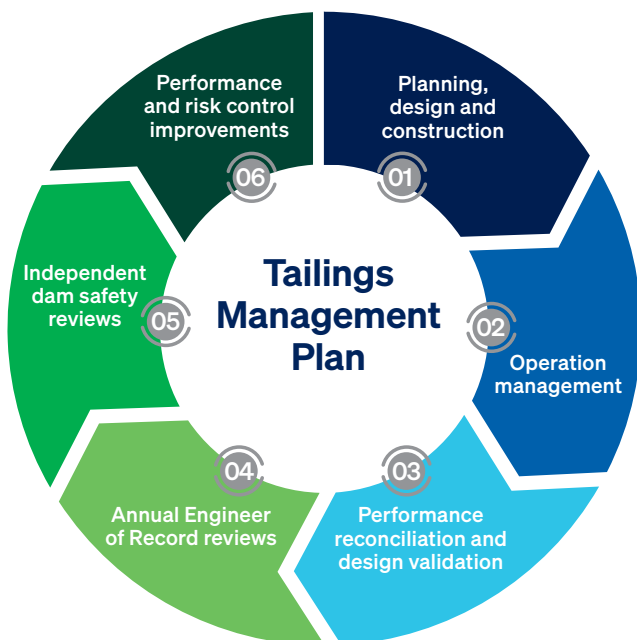 Tailings
Management
Plan
01
Planning,
design and
construction
02
Operation
management
03
Performance
reconciliation and
design validation
04
Annual Engineer
of Record reviews
05
Independent
dam safety
reviews
06
Performance
and risk control
improvements